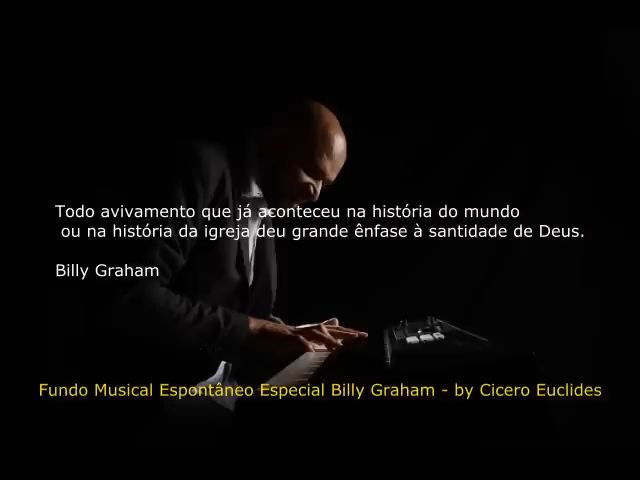 Todo avivamento que já aconteceu na história do mundo
ou na história da igreja deu grande ênfase à santidade de Deus.
Billy Graham
Fundo Musical Espontâneo Especial Billy Graham - by Cicero Euclides